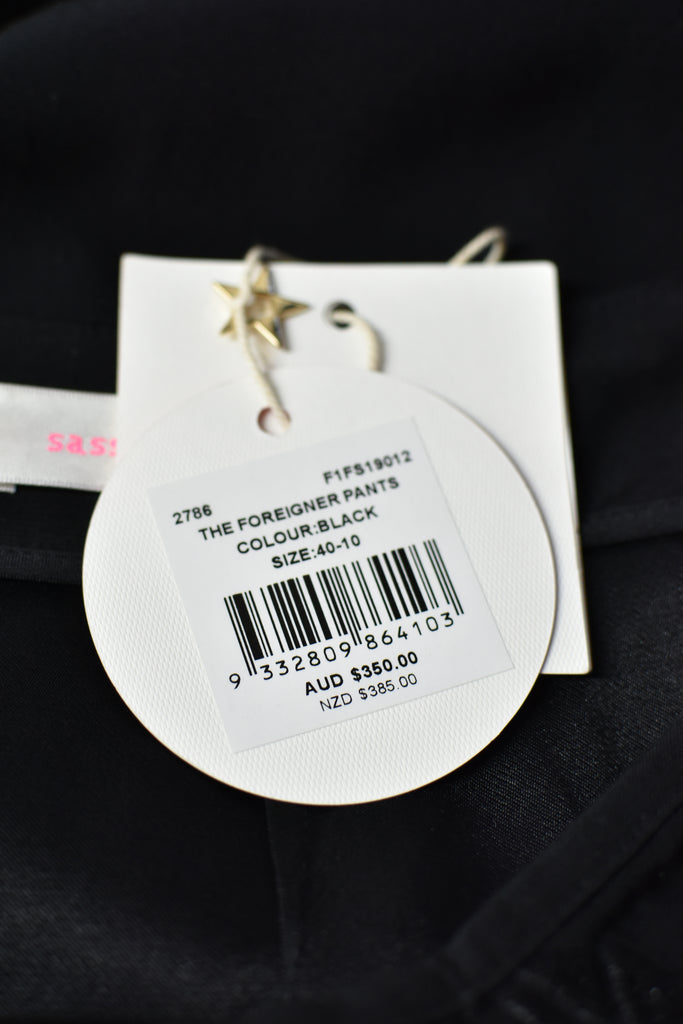 sass
F1FS19012
2786
THE FOREIGNER PANTS
COLOUR:BLACK
SIZE:40-10
9 332809 864103
AUD $350.00
NZD $385.00